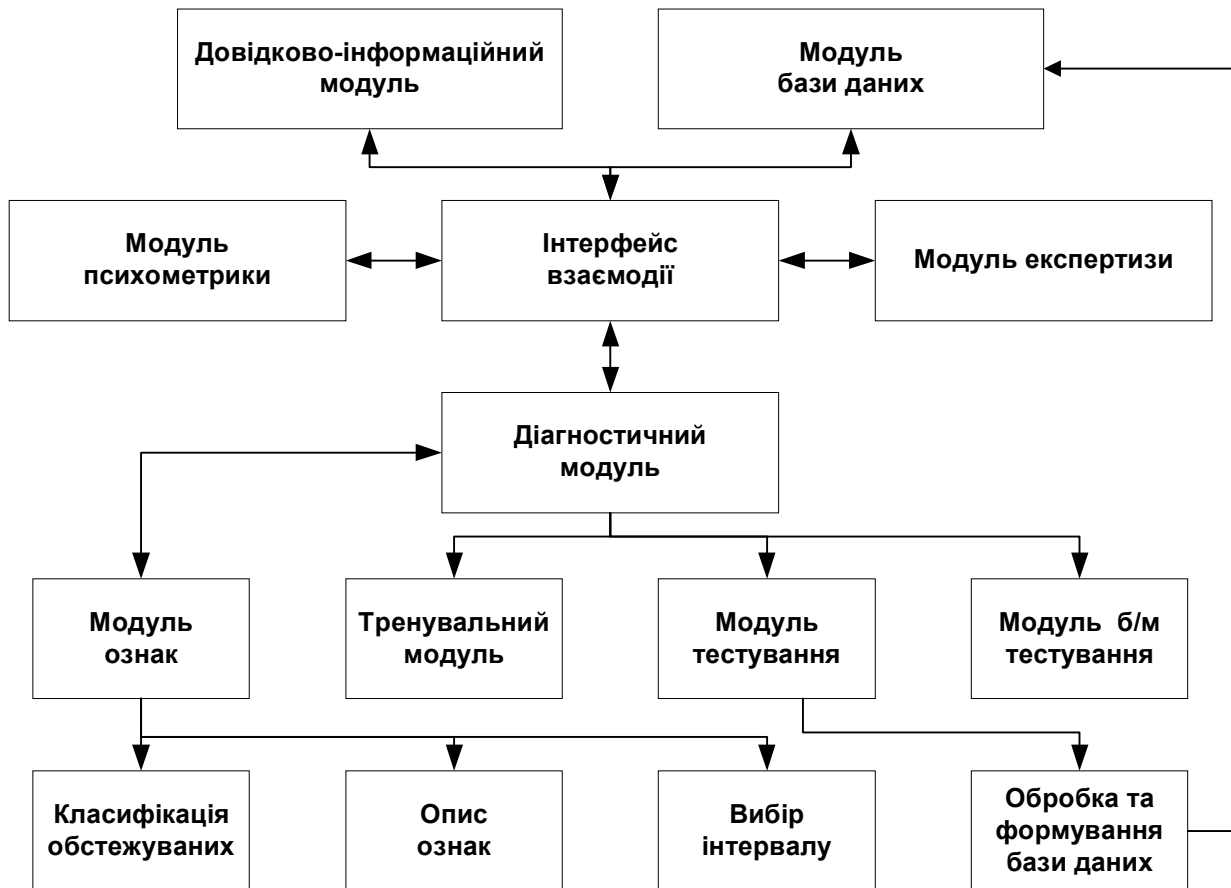 Довідково-інформаційний
модуль
Модуль
бази даних
Модуль
психометрики
Інтерфейс
взаємодії
Модуль експертизи
Діагностичний
модуль
Модуль
ознак
Тренувальний
модуль
Модуль
тестування
Модуль б/м
тестування
Класифікація
обстежуваних
Опис
ознак
Вибір
інтервалу
Обробка та
формування
бази даних